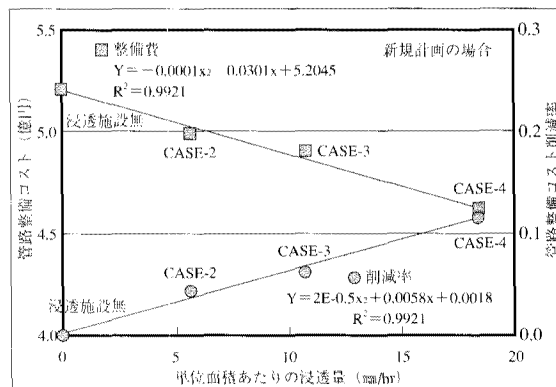 5.5
5.0
4.5
4.0
管路整備コスト (億円)
整備費
Y=-0.0001x2 0.0301x+5.2045
R²=0.9921
新規計画の場合
浸透施設無
CASE-2
CASE-3
CASE-4
CASE-4
CASE-3
CASE-2
削減率
Y=2E-0.5x2+0.0058x+0.0018
R²=0.9921
浸透施設無
0.3
0.2
0.1
0.0
管路整備コスト削減率
0
5
10
15
20
単位面積あたりの浸透量 (㎜/hr)